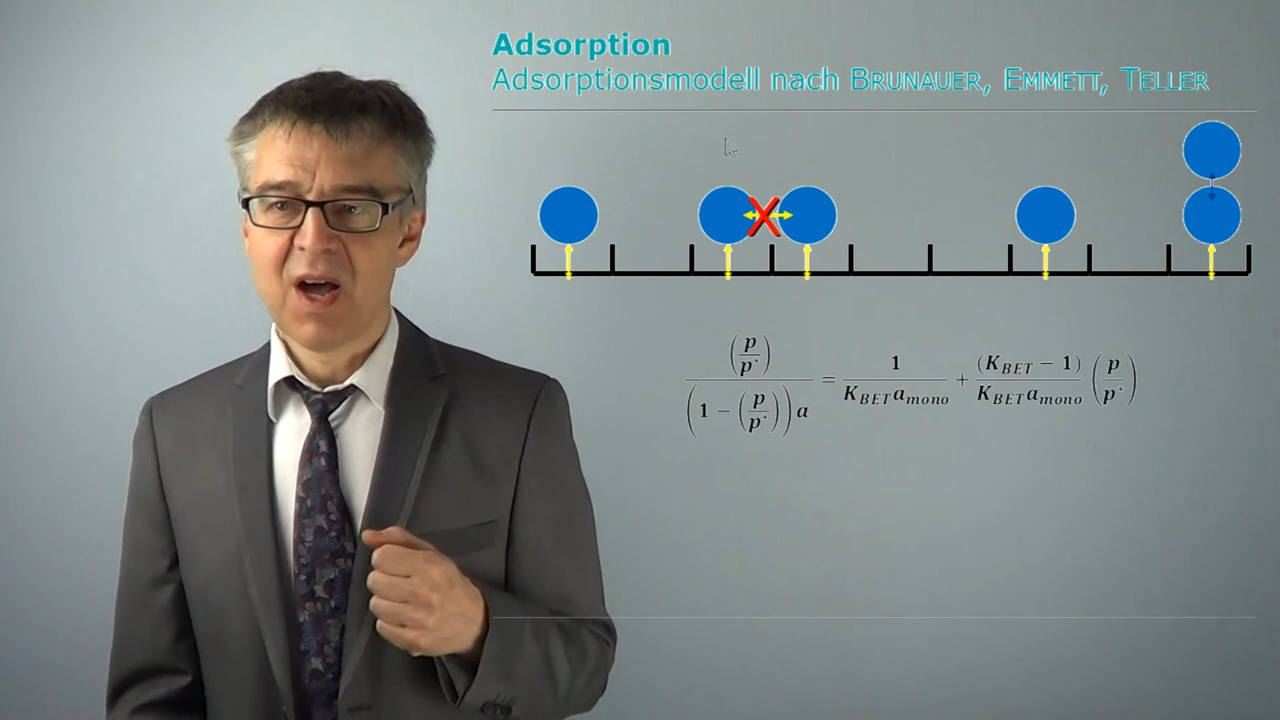 Adsorption
Adsorptionsmodell nach BRUNAUER, EMMETT, TELLER
X
(p/p*) / ((1 − (p/p*)) a) = 1 / (K_BET a_mono) + (K_BET − 1) / (K_BET a_mono) (p/p*)